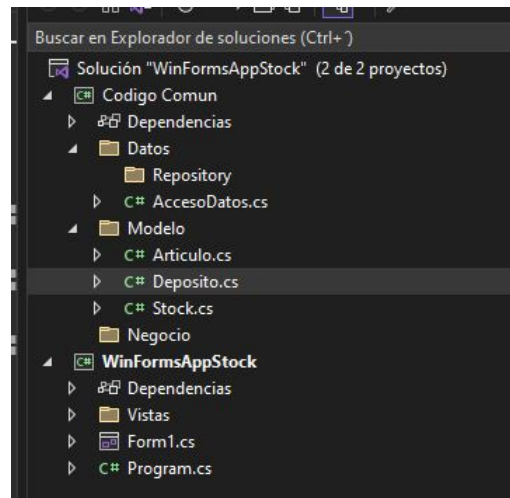 Buscar en Explorador de soluciones (Ctrl+´)
Solución "WinFormsAppStock" (2 de 2 proyectos)
C# Codigo Comun
Dependencias
Datos
Repository
C# AccesoDatos.cs
Modelo
C# Articulo.cs
C# Deposito.cs
C# Stock.cs
Negocio
C# WinFormsAppStock
Dependencias
Vistas
Form1.cs
C# Program.cs